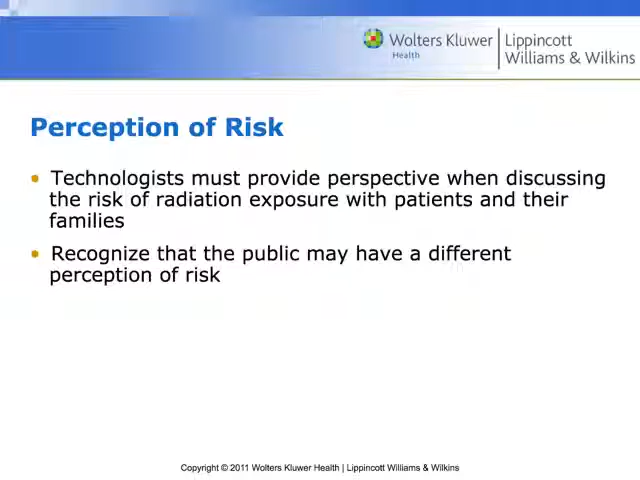 Wolters Kluwer
Health
Lippincott
Williams & Wilkins
Perception of Risk
• Technologists must provide perspective when discussing
the risk of radiation exposure with patients and their
families
• Recognize that the public may have a different
perception of risk
Copyright © 2011 Wolters Kluwer Health | Lippincott Williams & Wilkins